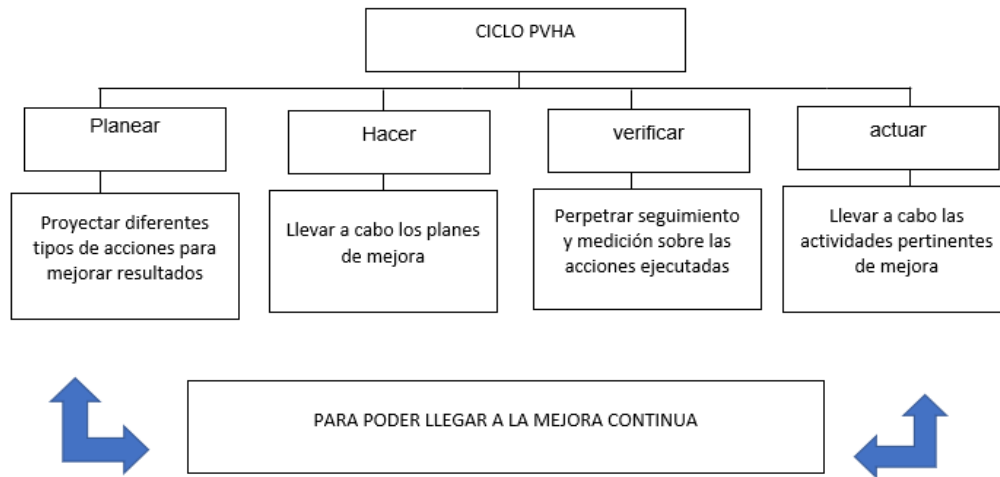 CICLO PVHA
Planear
Hacer
verificar
actuar
Proyectar diferentes
tipos de acciones para
mejorar resultados
Llevar a cabo los planes
de mejora
Perpetrar seguimiento
y medición sobre las
acciones ejecutadas
Llevar a cabo las
actividades pertinentes
de mejora
PARA PODER LLEGAR A LA MEJORA CONTINUA